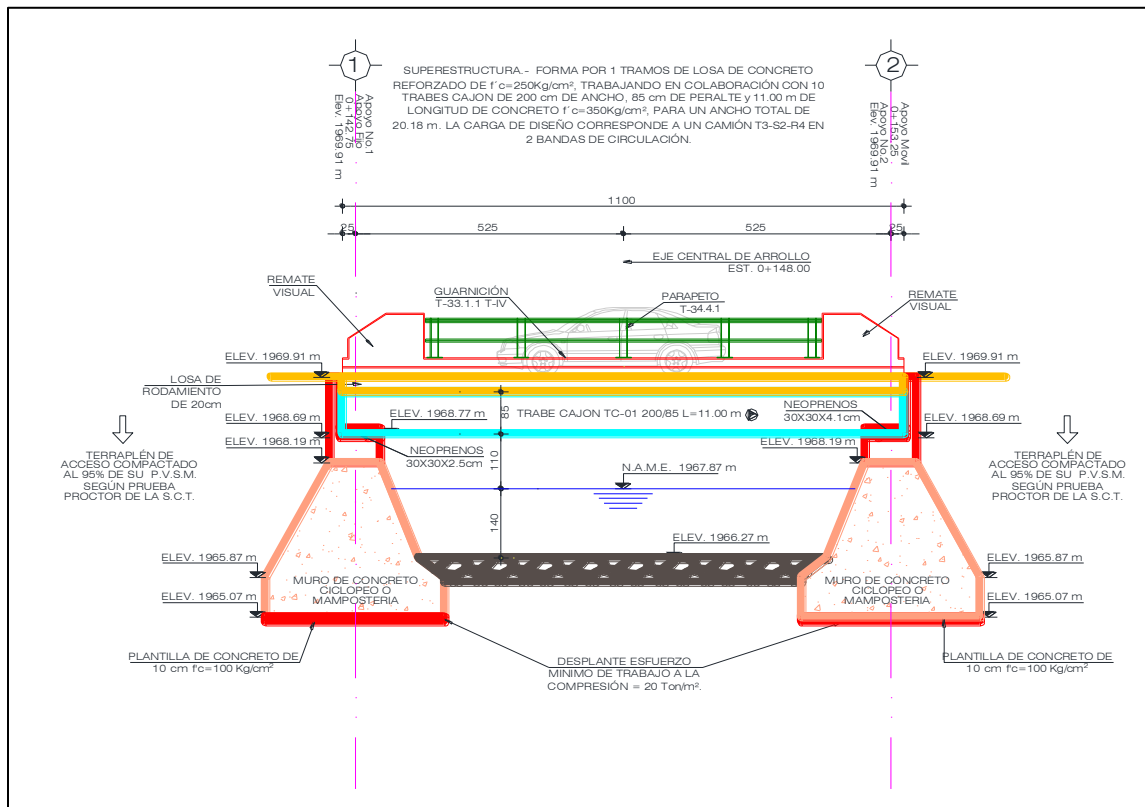 1
2
SUPERESTRUCTURA.- FORMA POR 1 TRAMOS DE LOSA DE CONCRETO
REFORZADO DE f´c=250Kg/cm², TRABAJANDO EN COLABORACIÓN CON 10
TRABES CAJON DE 200 cm DE ANCHO, 85 cm DE PERALTE y 11.00 m DE
LONGITUD DE CONCRETO f´c=350Kg/cm², PARA UN ANCHO TOTAL DE
20.18 m. LA CARGA DE DISEÑO CORRESPONDE A UN CAMIÓN T3-S2-R4 EN
2 BANDAS DE CIRCULACIÓN.
Apoyo No.1
Apoyo Fijo
0+142.75
Elev. 1969.91 m
Apoyo Movil
0+153.25
Apoyo No.2
Elev. 1969.91 m
1100
25
525
525
25
EJE CENTRAL DE ARROLLO
EST. 0+148.00
REMATE
VISUAL
GUARNICIÓN
T-33.1.1 T-IV
PARAPETO
T-34.4.1
REMATE
VISUAL
ELEV. 1969.91 m
ELEV. 1969.91 m
LOSA DE
RODAMIENTO
DE 20cm
85
TRABE CAJON TC-01 200/85 L=11.00 m
NEOPRENOS
30X30X4.1cm
ELEV. 1968.77 m
ELEV. 1968.69 m
ELEV. 1968.69 m
ELEV. 1968.19 m
ELEV. 1968.19 m
NEOPRENOS
30X30X2.5cm
TERRAPLÉN DE
ACCESO COMPACTADO
AL 95% DE SU P.V.S.M.
SEGÚN PRUEBA
PROCTOR DE LA S.C.T.
TERRAPLÉN DE
ACCESO COMPACTADO
AL 95% DE SU P.V.S.M.
SEGÚN PRUEBA
PROCTOR DE LA S.C.T.
110
N.A.M.E. 1967.87 m
140
ELEV. 1966.27 m
ELEV. 1965.87 m
ELEV. 1965.87 m
MURO DE CONCRETO
CICLOPEO O
MAMPOSTERIA
MURO DE CONCRETO
CICLOPEO O
MAMPOSTERIA
ELEV. 1965.07 m
ELEV. 1965.07 m
PLANTILLA DE CONCRETO DE
10 cm f'c=100 Kg/cm²
DESPLANTE ESFUERZO
MINIMO DE TRABAJO A LA
COMPRESIÓN = 20 Ton/m².
PLANTILLA DE CONCRETO DE
10 cm f'c=100 Kg/cm²